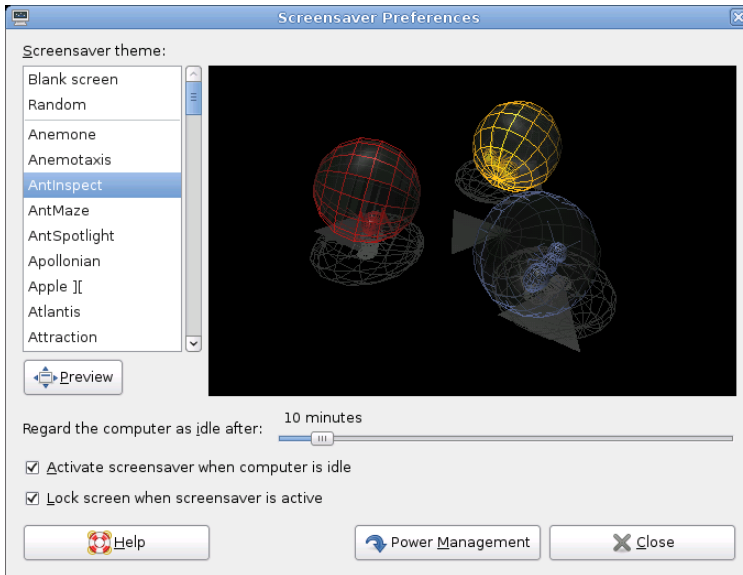 Screensaver Preferences
Screensaver theme:
Blank screen
Random
Anemone
Anemotaxis
AntInspect
AntMaze
AntSpotlight
Apollonian
Apple ][
Atlantis
Attraction
Preview
10 minutes
Regard the computer as idle after:
Activate screensaver when computer is idle
Lock screen when screensaver is active
Help
Power Management
Close